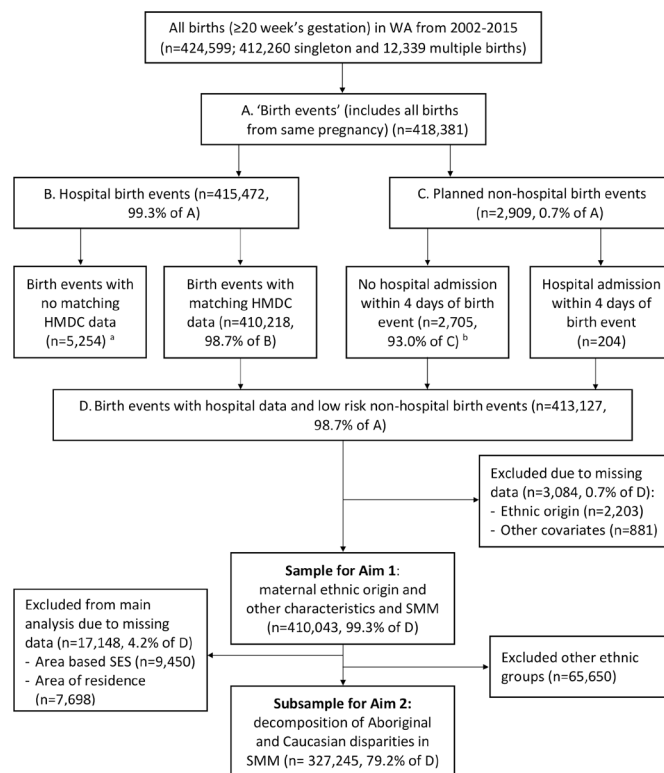 All births (≥20 week's gestation) in WA from 2002-2015
(n=424,599; 412,260 singleton and 12,339 multiple births)
A. 'Birth events' (includes all births
from same pregnancy) (n=418,381)
B. Hospital birth events (n=415,472,
99.3% of A)
C. Planned non-hospital birth events
(n=2,909, 0.7% of A)
Birth events with
no matching
HMDC data
(n=5,254) a
Birth events with
matching HMDC
data (n=410,218,
98.7% of B)
No hospital admission
within 4 days of birth
event (n=2,705,
93.0% of C) b
Hospital admission
within 4 days of
birth event
(n=204)
D. Birth events with hospital data and low risk non-hospital birth events (n=413,127,
98.7% of A)
Excluded due to missing
data (n=3,084, 0.7% of D):
- Ethnic origin (n=2,203)
- Other covariates (n=881)
Sample for Aim 1:
maternal ethnic origin and
other characteristics and SMM
(n=410,043, 99.3% of D)
Excluded from main
analysis due to missing
data (n=17,148, 4.2% of D)
- Area based SES (n=9,450)
- Area of residence
(n=7,698)
Excluded other ethnic
groups (n=65,650)
Subsample for Aim 2:
decomposition of Aboriginal
and Caucasian disparities in
SMM (n= 327,245, 79.2% of D)